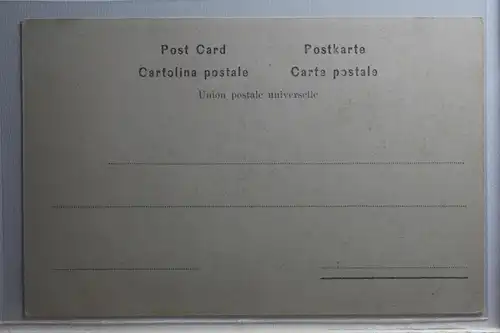 Post Card Postkarte
Cartolina postale Carte postale
Union postale universelle